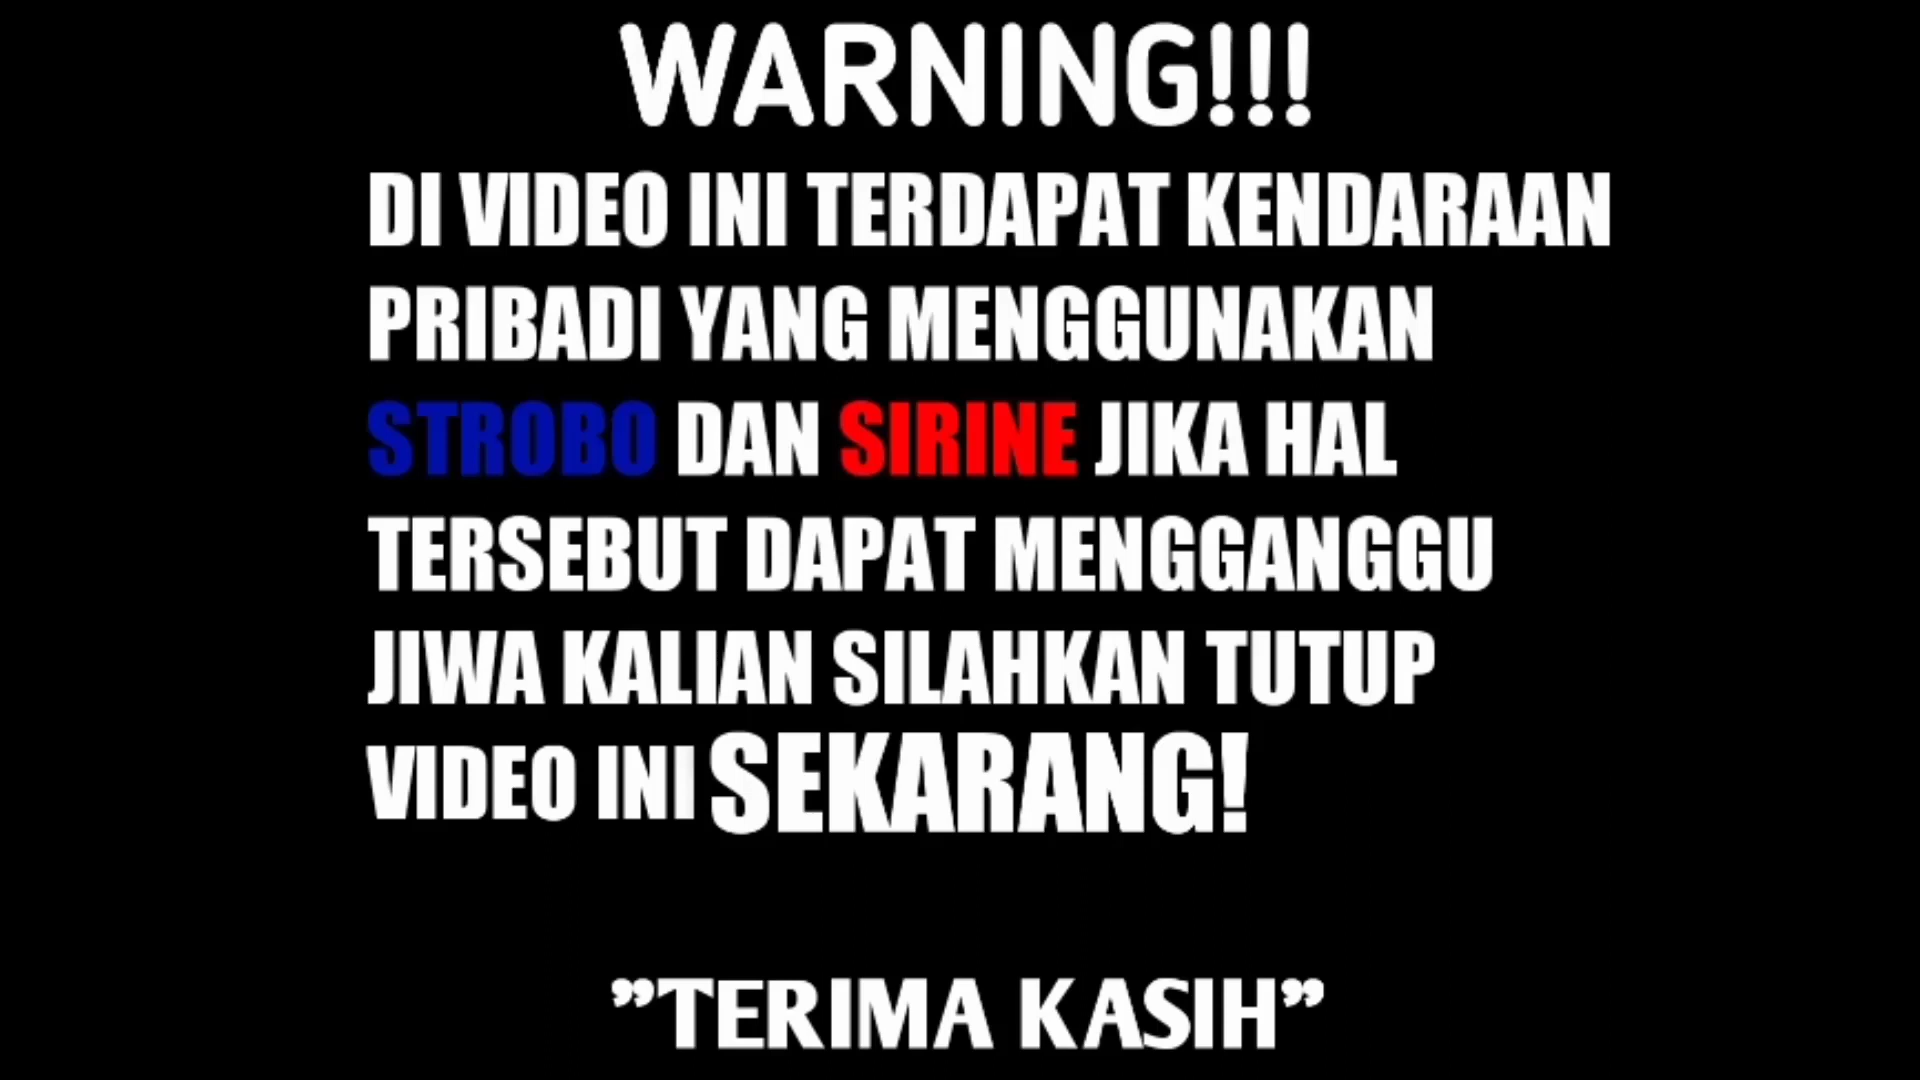 WARNING!!!
DI VIDEO INI TERDAPAT KENDARAAN
PRIBADI YANG MENGGUNAKAN
STROBO DAN SIRINE JIKA HAL
TERSEBUT DAPAT MENGGANGGU
JIWA KALIAN SILAHKAN TUTUP
VIDEO INI SEKARANG!
”TERIMA KASIH”